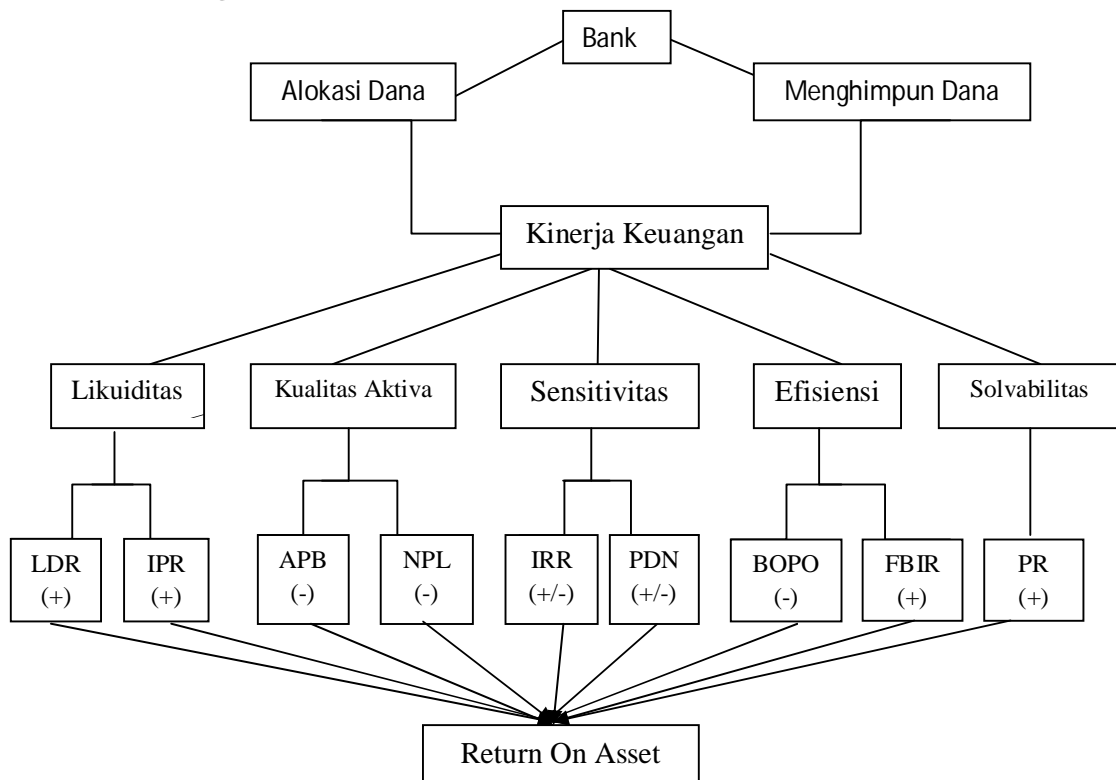 Bank
Alokasi Dana
Menghimpun Dana
Kinerja Keuangan
Likuiditas
Kualitas Aktiva
Sensitivitas
Efisiensi
Solvabilitas
LDR
(+)
IPR
(+)
APB
(-)
NPL
(-)
IRR
(+/-)
PDN
(+/-)
BOPO
(-)
FBIR
(+)
PR
(+)
Return On Asset